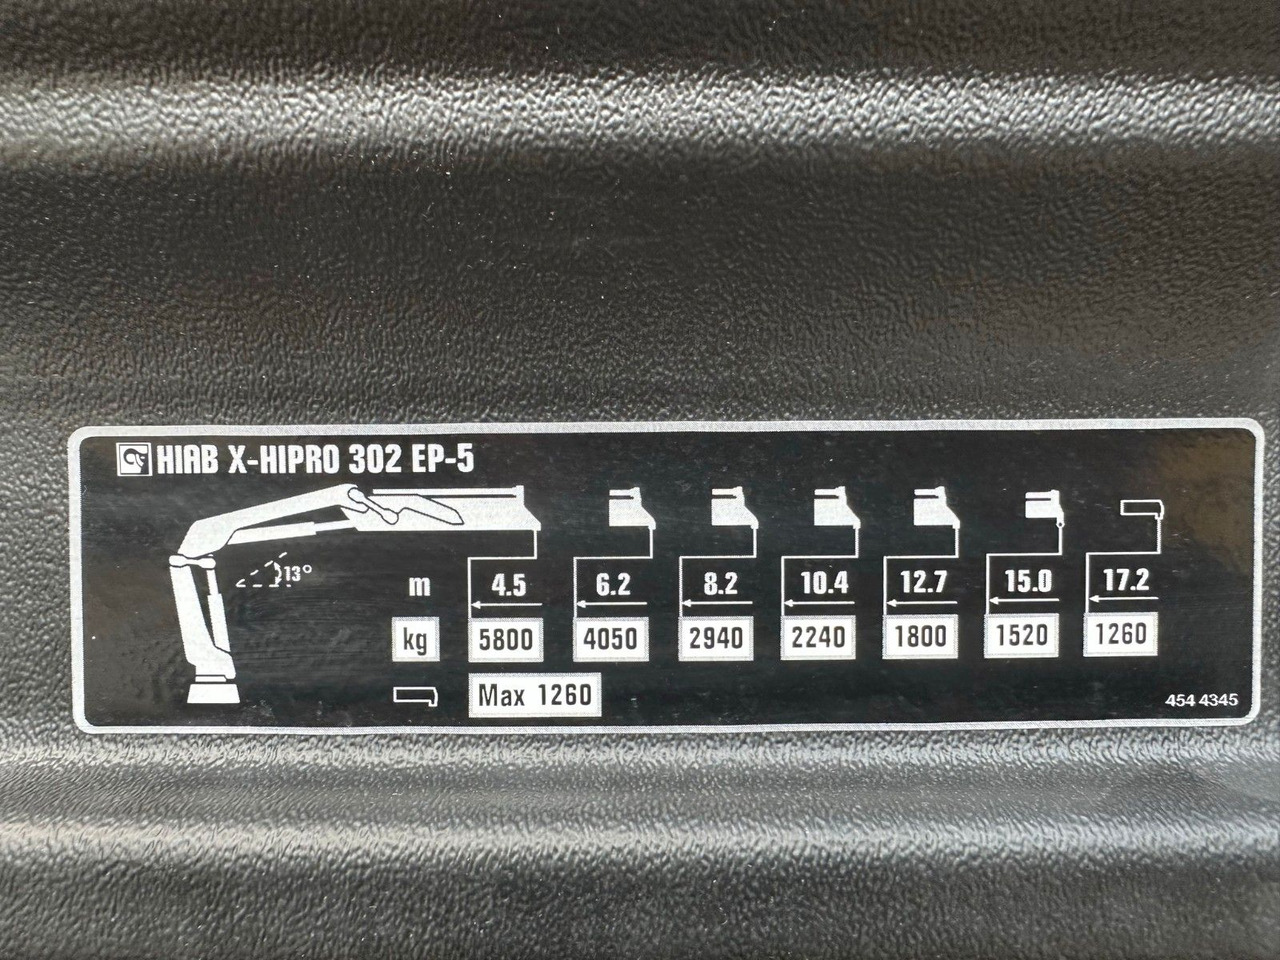 HIAB X-HIPRO 302 EP-5
13°
m 4.5 6.2 8.2 10.4 12.7 15.0 17.2
kg 5800 4050 2940 2240 1800 1520 1260
Max 1260
454 4345